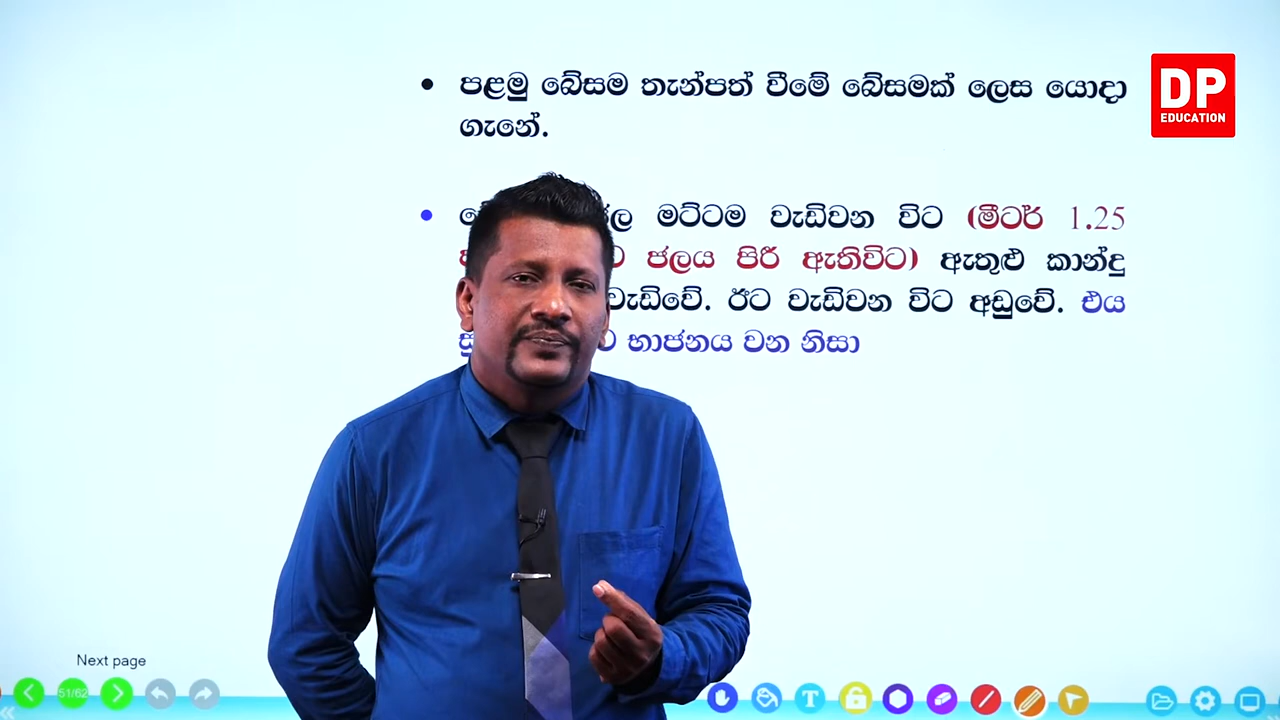 • පළමු බේසම තැන්පත් වීමේ බේසමක් ලෙස යොදා
ගැනේ.
• මට්ටම වැඩිවන විට (මීටර් 1.25
ජලය පිරී ඇතිවිට) ඇතුළු කාන්දු
වැඩිවේ. ඊට වැඩිවන විට අඩුවේ. එය
භාජනය වන නිසා
DP
EDUCATION
Next page
51/62
T